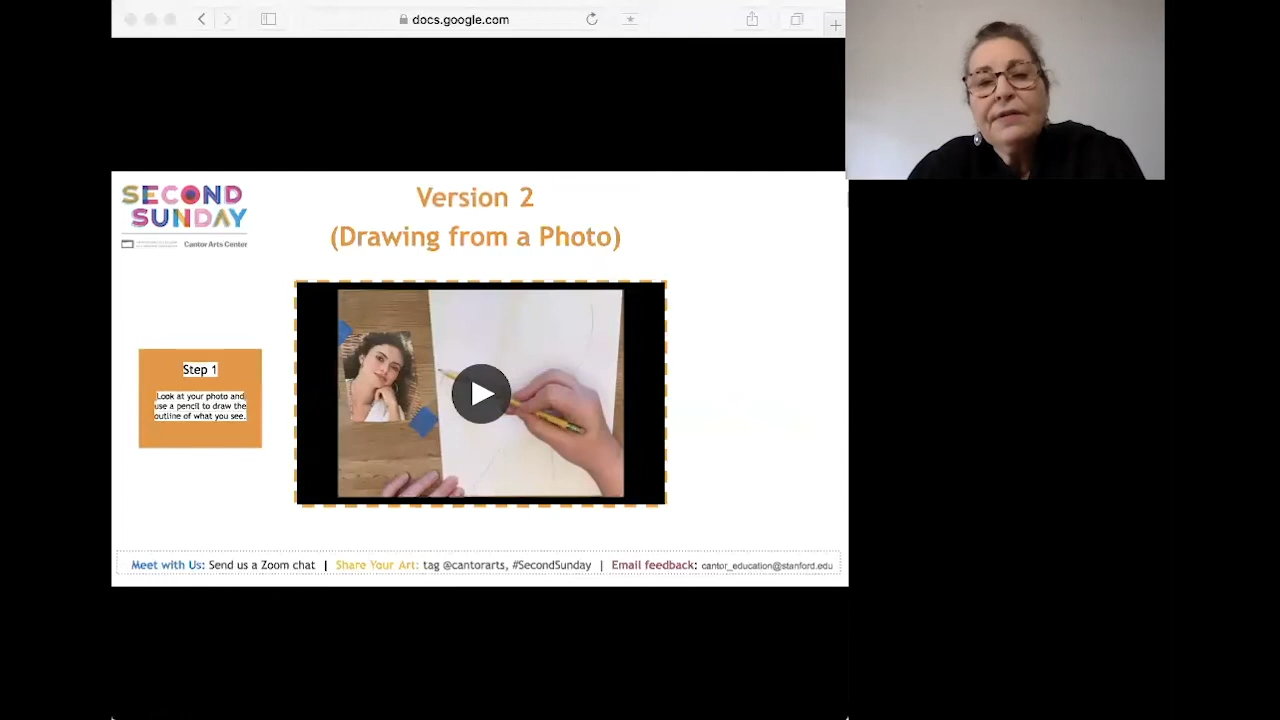 docs.google.com
SECOND
SUNDAY
Cantor Arts Center
Version 2
(Drawing from a Photo)
Step 1
Look at your photo and
use a pencil to draw the
outline of what you see.
Meet with Us: Send us a Zoom chat | Share Your Art: tag @cantorarts, #SecondSunday | Email feedback: cantor_education@stanford.edu